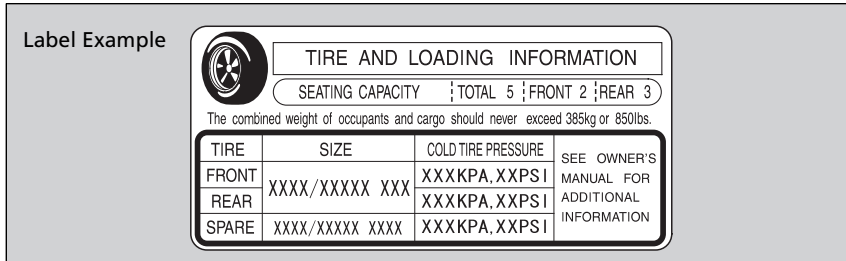 Label Example
TIRE AND LOADING INFORMATION
SEATING CAPACITY TOTAL 5 FRONT 2 REAR 3
The combined weight of occupants and cargo should never exceed 385kg or 850lbs.
TIRE SIZE COLD TIRE PRESSURE SEE OWNER'S MANUAL FOR ADDITIONAL INFORMATION
FRONT XXXX/XXXXX XXX XXXKPA,XXPSI
REAR XXXKPA,XXPSI
SPARE XXXX/XXXXX XXXX XXXKPA,XXPSI